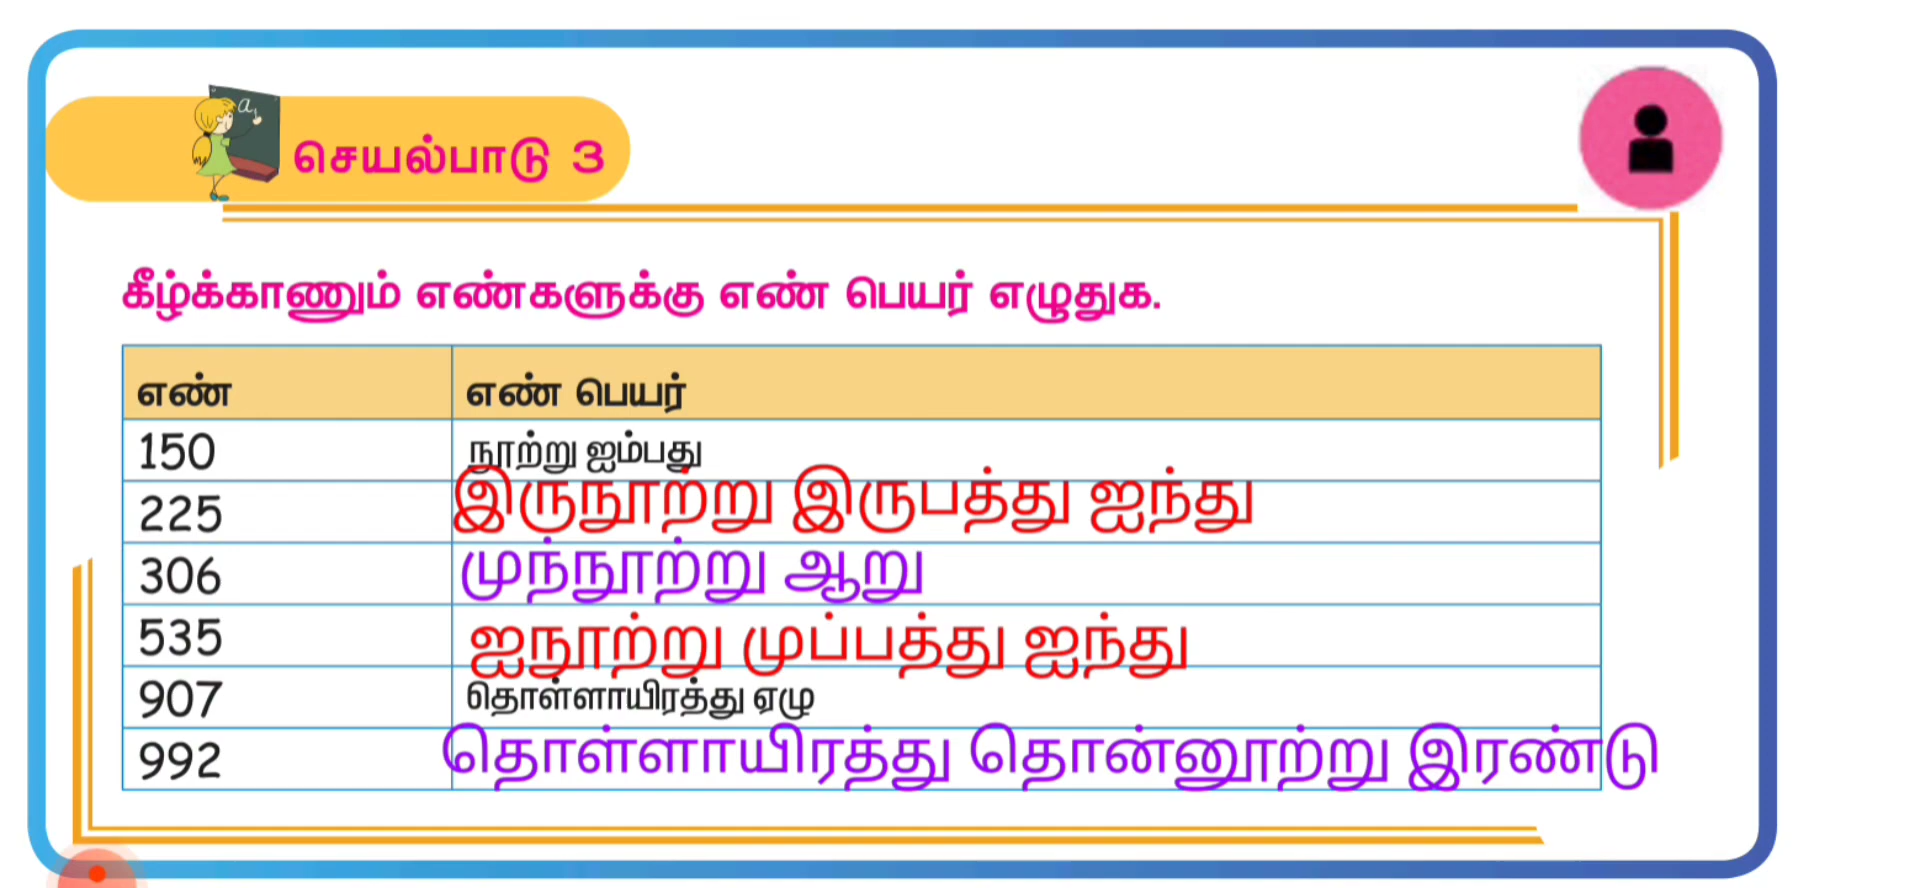 செயல்பாடு 3
கீழ்க்காணும் எண்களுக்கு எண் பெயர் எழுதுக.
எண் எண் பெயர்
150 நூற்று ஐம்பது
225 இருநூற்று இருபத்து ஐந்து
306 முந்நூற்று ஆறு
535 ஐநூற்று முப்பத்து ஐந்து
907 தொள்ளாயிரத்து ஏழு
992 தொள்ளாயிரத்து தொன்னூற்று இரண்டு